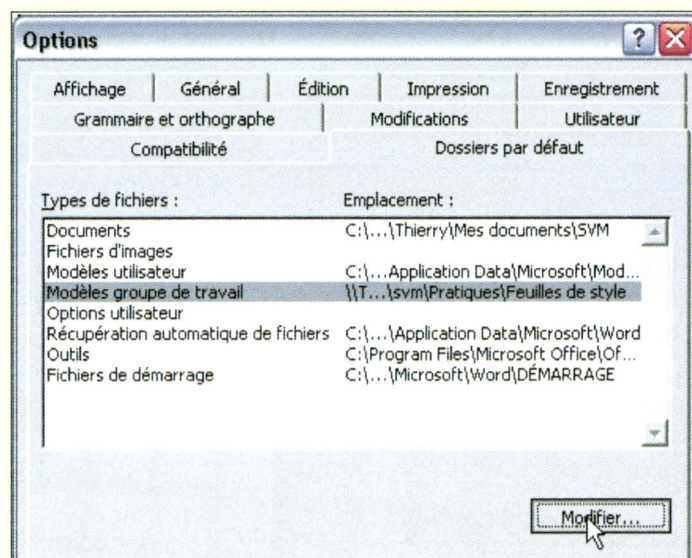 Options
Affichage Général Édition Impression Enregistrement
Grammaire et orthographe Modifications Utilisateur
Compatibilité Dossiers par défaut
Types de fichiers : Emplacement :
Documents C:\...\Thierry\Mes documents\SVM
Fichiers d'images
Modèles utilisateur C:\...Application Data\Microsoft\Mod...
Modèles groupe de travail \\T...\svm\Pratiques\Feuilles de style
Options utilisateur
Récupération automatique de fichiers C:\...\Application Data\Microsoft\Word
Outils C:\Program Files\Microsoft Office\Of...
Fichiers de démarrage C:\...\Microsoft\Word\DÉMARRAGE
Modifier...